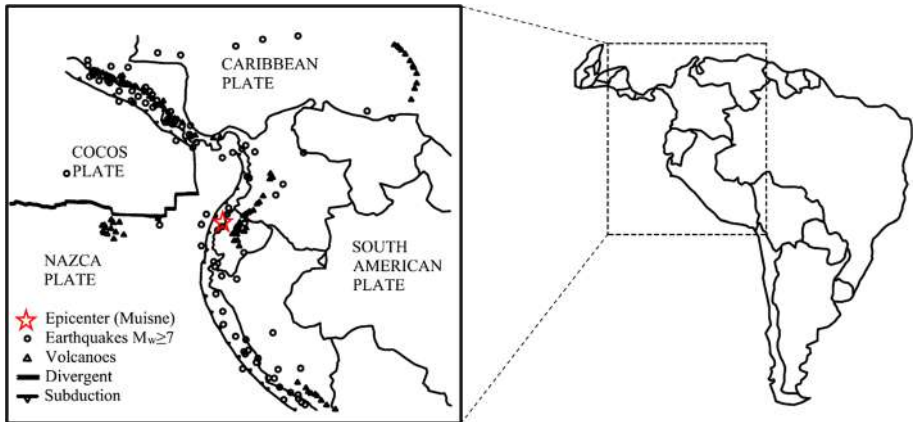 CARIBBEAN
PLATE
COCOS
PLATE
NAZCA
PLATE
SOUTH
AMERICAN
PLATE
Epicenter (Muisne)
Earthquakes Mw≥7
Volcanoes
Divergent
Subduction